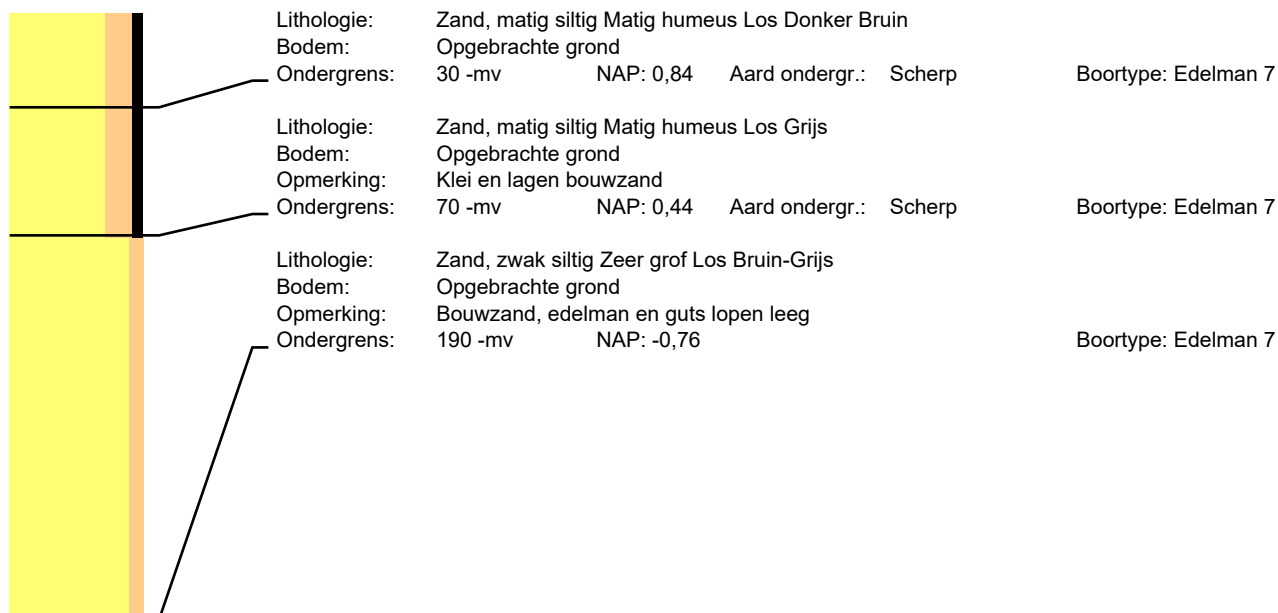 Lithologie: Zand, matig siltig Matig humeus Los Donker Bruin
Bodem: Opgebrachte grond
Ondergrens: 30 -mv NAP: 0,84 Aard ondergr.: Scherp Boortype: Edelman 7
Lithologie: Zand, matig siltig Matig humeus Los Grijs
Bodem: Opgebrachte grond
Opmerking: Klei en lagen bouwzand
Ondergrens: 70 -mv NAP: 0,44 Aard ondergr.: Scherp Boortype: Edelman 7
Lithologie: Zand, zwak siltig Zeer grof Los Bruin-Grijs
Bodem: Opgebrachte grond
Opmerking: Bouwzand, edelman en guts lopen leeg
Ondergrens: 190 -mv NAP: -0,76 Boortype: Edelman 7